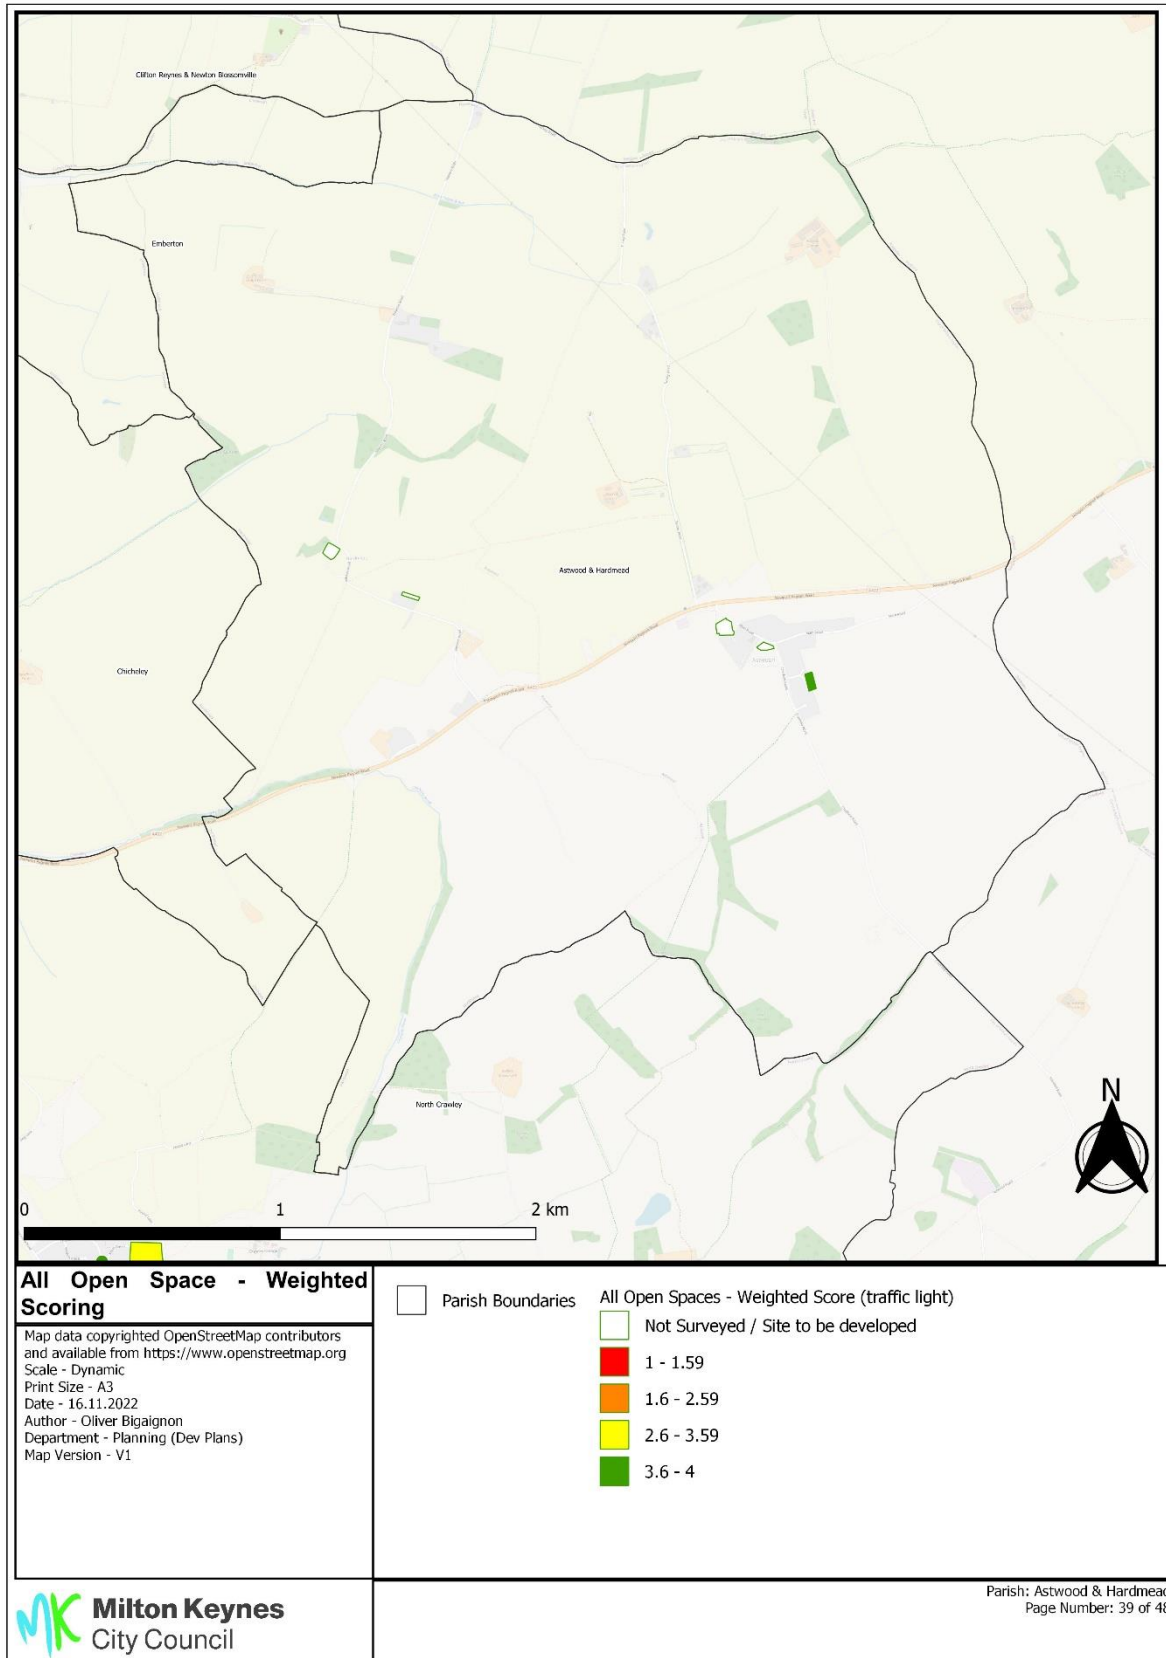 Clifton Reynes & Newton Blossomville
Emberton
Astwood & Hardmead
Chicheley
North Crawley
N
0 1 2 km
All Open Space - Weighted
Scoring
Map data copyrighted OpenStreetMap contributors
and available from https://www.openstreetmap.org
Scale - Dynamic
Print Size - A3
Date - 16.11.2022
Author - Oliver Bigaignon
Department - Planning (Dev Plans)
Map Version - V1
Parish Boundaries
All Open Spaces - Weighted Score (traffic light)
Not Surveyed / Site to be developed
1 - 1.59
1.6 - 2.59
2.6 - 3.59
3.6 - 4
MK Milton Keynes
City Council
Parish: Astwood & Hardmead
Page Number: 39 of 48